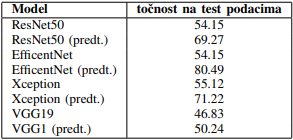 Model točnost na test podacima
ResNet50 54.15
ResNet50 (predt.) 69.27
EfficentNet 54.15
EfficentNet (predt.) 80.49
Xception 55.12
Xception (predt.) 71.22
VGG19 46.83
VGG1 (predt.) 50.24